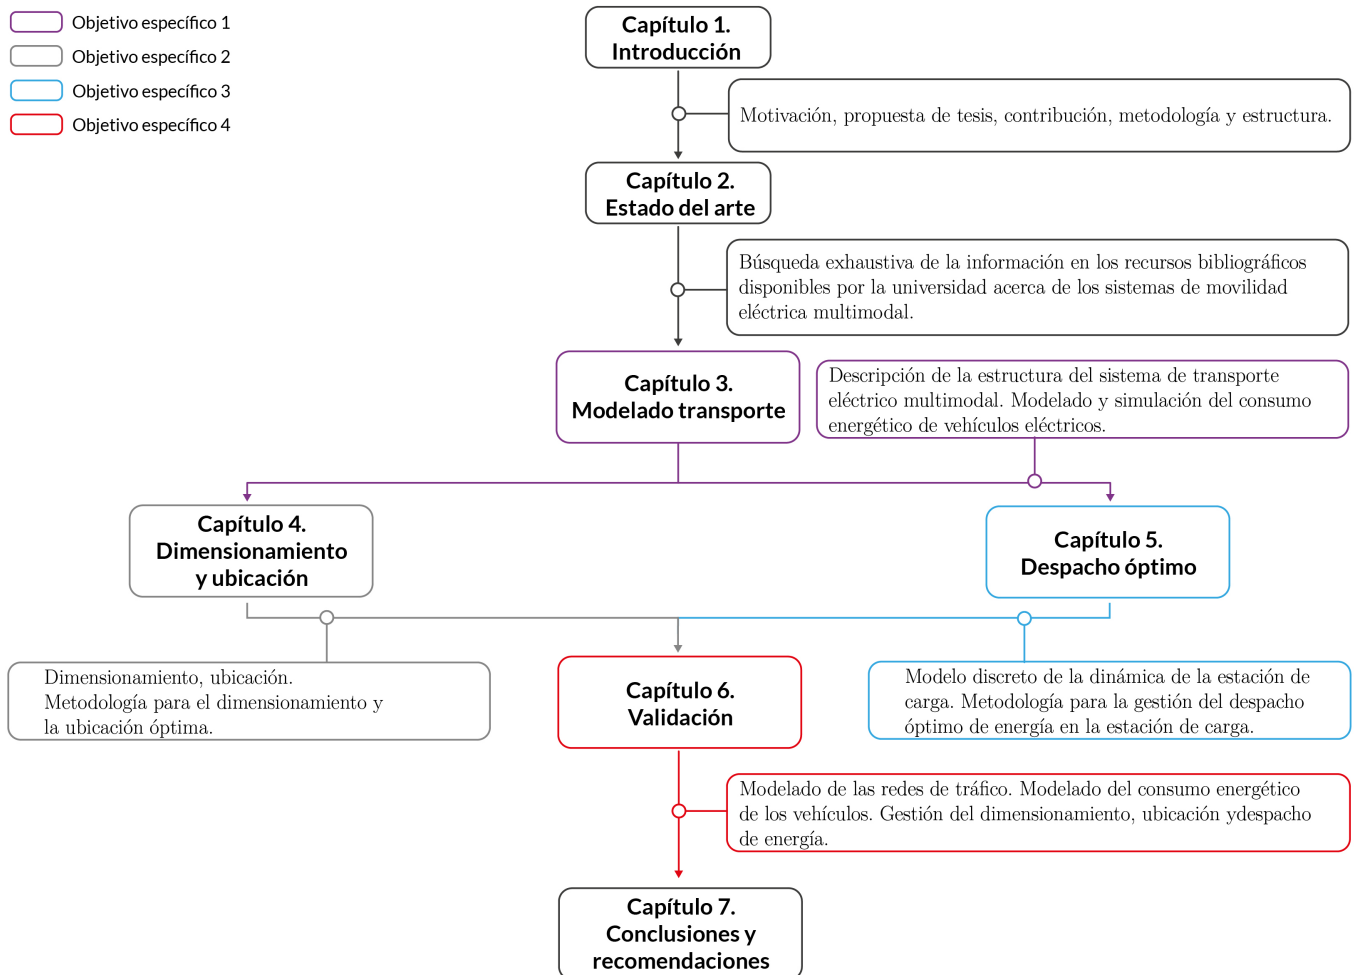 Objetivo específico 1
Objetivo específico 2
Objetivo específico 3
Objetivo específico 4
Capítulo 1.
Introducción
Motivación, propuesta de tesis, contribución, metodología y estructura.
Capítulo 2.
Estado del arte
Búsqueda exhaustiva de la información en los recursos bibliográficos
disponibles por la universidad acerca de los sistemas de movilidad
eléctrica multimodal.
Capítulo 3.
Modelado transporte
Descripción de la estructura del sistema de transporte
eléctrico multimodal. Modelado y simulación del consumo
energético de vehículos eléctricos.
Capítulo 4.
Dimensionamiento
y ubicación
Capítulo 5.
Despacho óptimo
Dimensionamiento, ubicación.
Metodología para el dimensionamiento y
la ubicación óptima.
Capítulo 6.
Validación
Modelo discreto de la dinámica de la estación de
carga. Metodología para la gestión del despacho
óptimo de energía en la estación de carga.
Modelado de las redes de tráfico. Modelado del consumo energético
de los vehículos. Gestión del dimensionamiento, ubicación ydespacho
de energía.
Capítulo 7.
Conclusiones y
recomendaciones